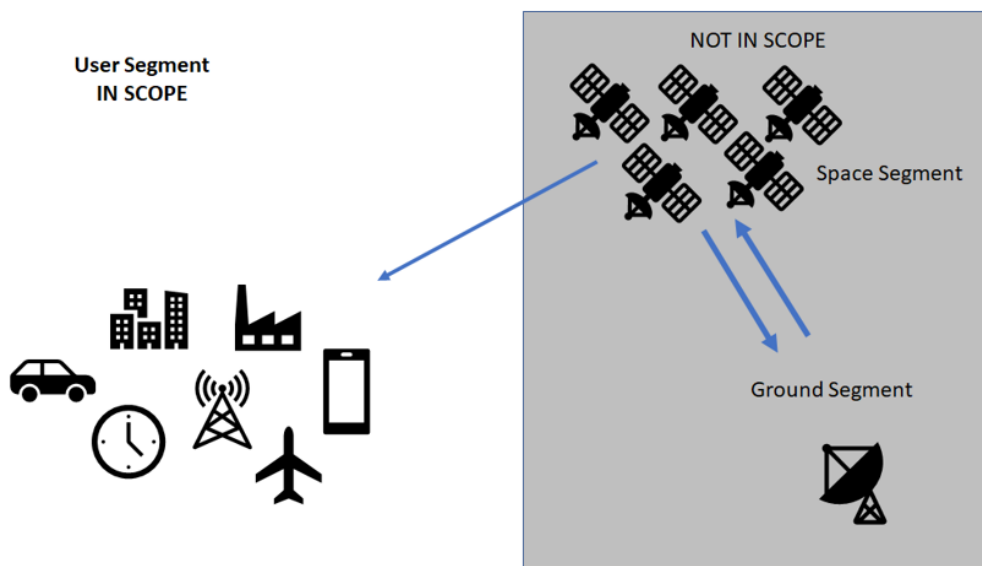 User Segment
IN SCOPE
NOT IN SCOPE
Space Segment
Ground Segment